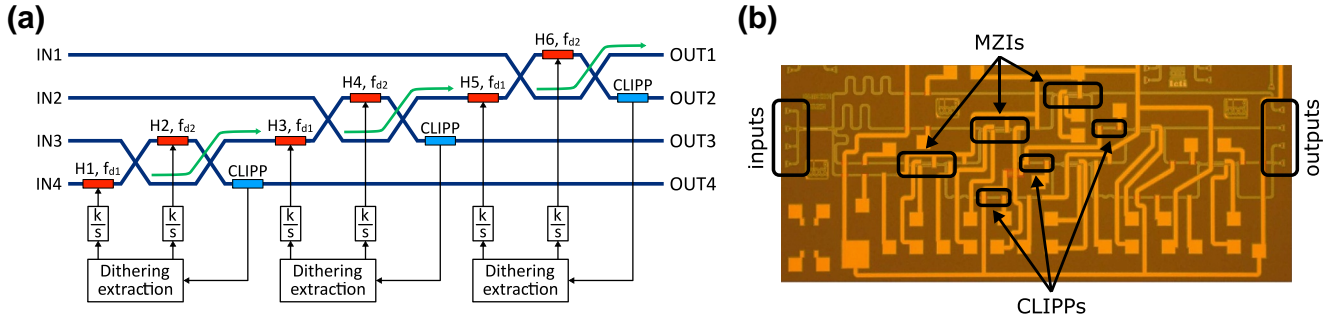 (a)
IN1
IN2
IN3
IN4
H1, fd1
H2, fd2
H3, fd1
H4, fd2
H5, fd1
H6, fd2
CLIPP
CLIPP
CLIPP
OUT1
OUT2
OUT3
OUT4
k
s
k
s
k
s
k
s
k
s
k
s
Dithering
extraction
Dithering
extraction
Dithering
extraction
(b)
MZIs
inputs
outputs
CLIPPs